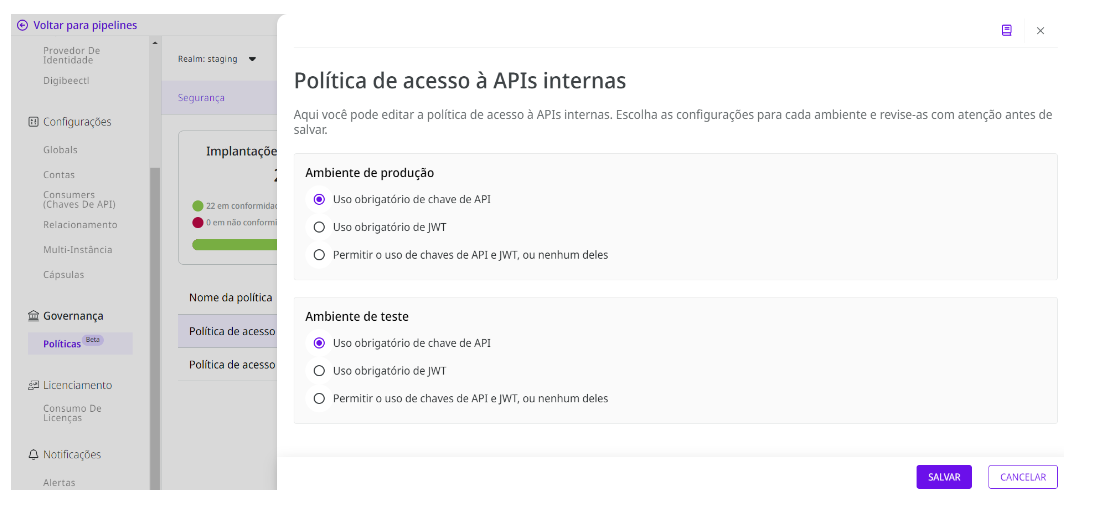 Voltar para pipelines
Provedor De
Identidade
Digibeectl
Configurações
Globals
Contas
Consumers
(Chaves De API)
Relacionamento
Multi-Instância
Cápsulas
Governança
Políticas Beta
Licenciamento
Consumo De
Licenças
Notificações
Alertas
Realm: staging
Segurança
Implantaçõe
22 em conformidad
0 em não conformi
Nome da política
Política de acesso
Política de acesso
Política de acesso à APIs internas
Aqui você pode editar a política de acesso à APIs internas. Escolha as configurações para cada ambiente e revise-as com atenção antes de
salvar.
Ambiente de produção
Uso obrigatório de chave de API
Uso obrigatório de JWT
Permitir o uso de chaves de API e JWT, ou nenhum deles
Ambiente de teste
Uso obrigatório de chave de API
Uso obrigatório de JWT
Permitir o uso de chaves de API e JWT, ou nenhum deles
SALVAR
CANCELAR